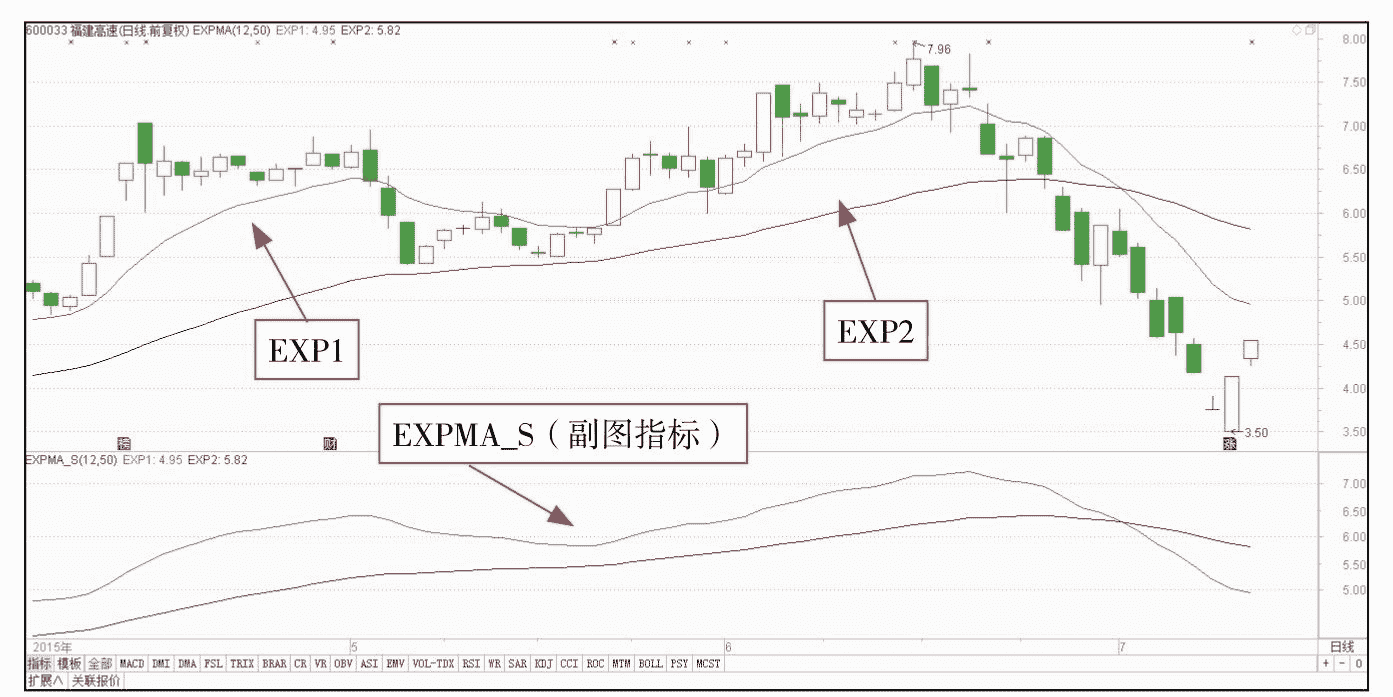 600033 福建高速(日线.前复权) EXPMA(12,50) EXP1: 4.95 EXP2: 5.82
8.00
7.96
7.50
7.00
6.50
6.00
5.50
5.00
4.50
4.00
3.50
EXP1
EXP2
EXPMA_S（副图指标）
财
涨
3.50
EXPMA_S(12,50) EXP1: 4.95 EXP2: 5.82
7.00
6.50
6.00
5.50
5.00
2015年 5 6 7 日线
指标 模板 全部 MACD DMI DMA FSL TRIX BRAR CR VR OBV ASI EMV VOL-TDX RSI WR SAR KDJ CCI ROC MTM BOLL PSY MCST + - 0
扩展∧ 关联报价